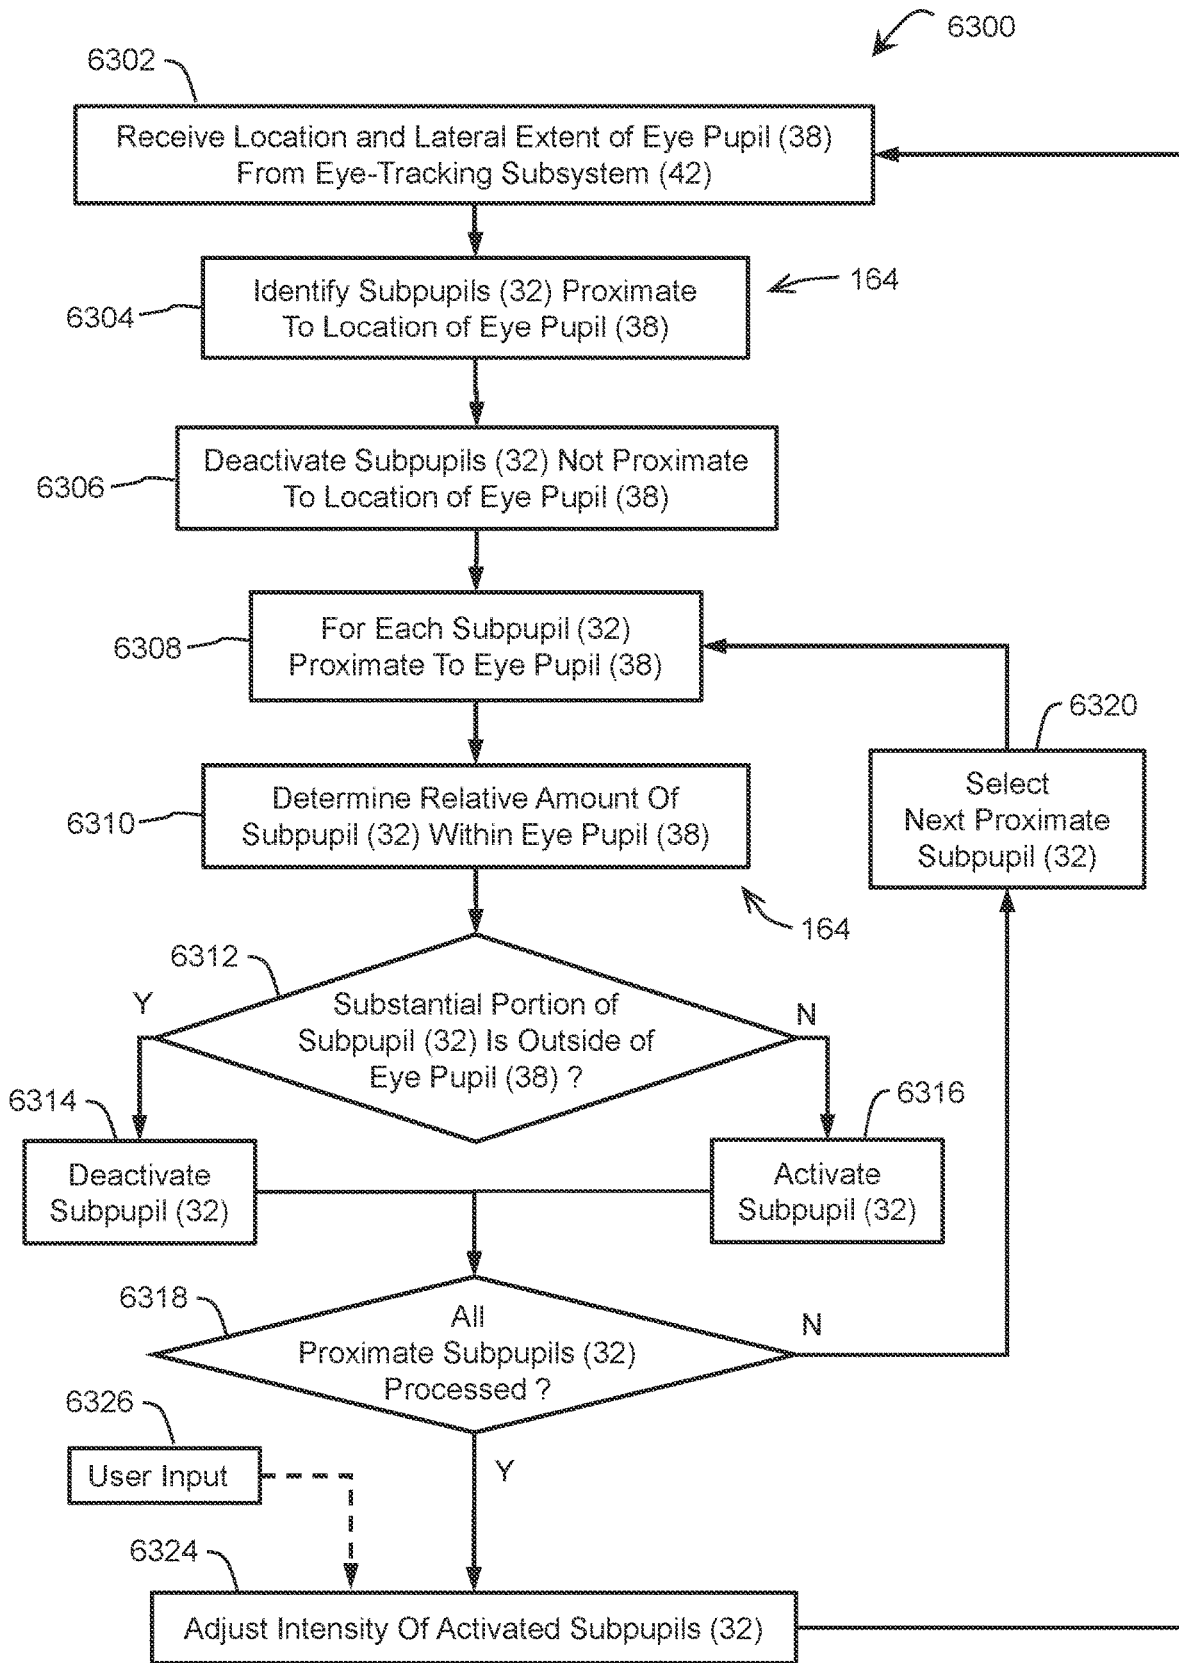 6300
6302
Receive Location and Lateral Extent of Eye Pupil (38)
From Eye-Tracking Subsystem (42)
164
6304
Identify Subpupils (32) Proximate
To Location of Eye Pupil (38)
6306
Deactivate Subpupils (32) Not Proximate
To Location of Eye Pupil (38)
6308
For Each Subpupil (32)
Proximate To Eye Pupil (38)
6320
Select
Next Proximate
Subpupil (32)
6310
Determine Relative Amount Of
Subpupil (32) Within Eye Pupil (38)
164
6312
Y
N
Substantial Portion of
Subpupil (32) Is Outside of
Eye Pupil (38) ?
6314
Deactivate
Subpupil (32)
6316
Activate
Subpupil (32)
6318
All
Proximate Subpupils (32)
Processed ?
N
Y
6326
User Input
6324
Adjust Intensity Of Activated Subpupils (32)